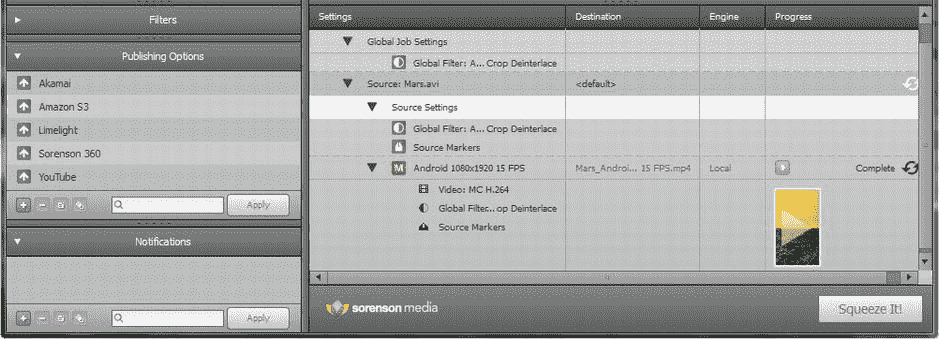 Filters
Publishing Options
Akamai
Amazon S3
Limelight
Sorenson 360
YouTube
Apply
Notifications
Apply
Settings Destination Engine Progress
Global Job Settings
Global Filter: A... Crop Deinterlace
Source: Mars.avi <default>
Source Settings
Global Filter: A... Crop Deinterlace
Source Markers
M Android 1080x1920 15 FPS Mars_Androi... 15 FPS.mp4 Local Complete
Video: MC H.264
Global Filter...op Deinterlace
Source Markers
sorenson media
Squeeze It!